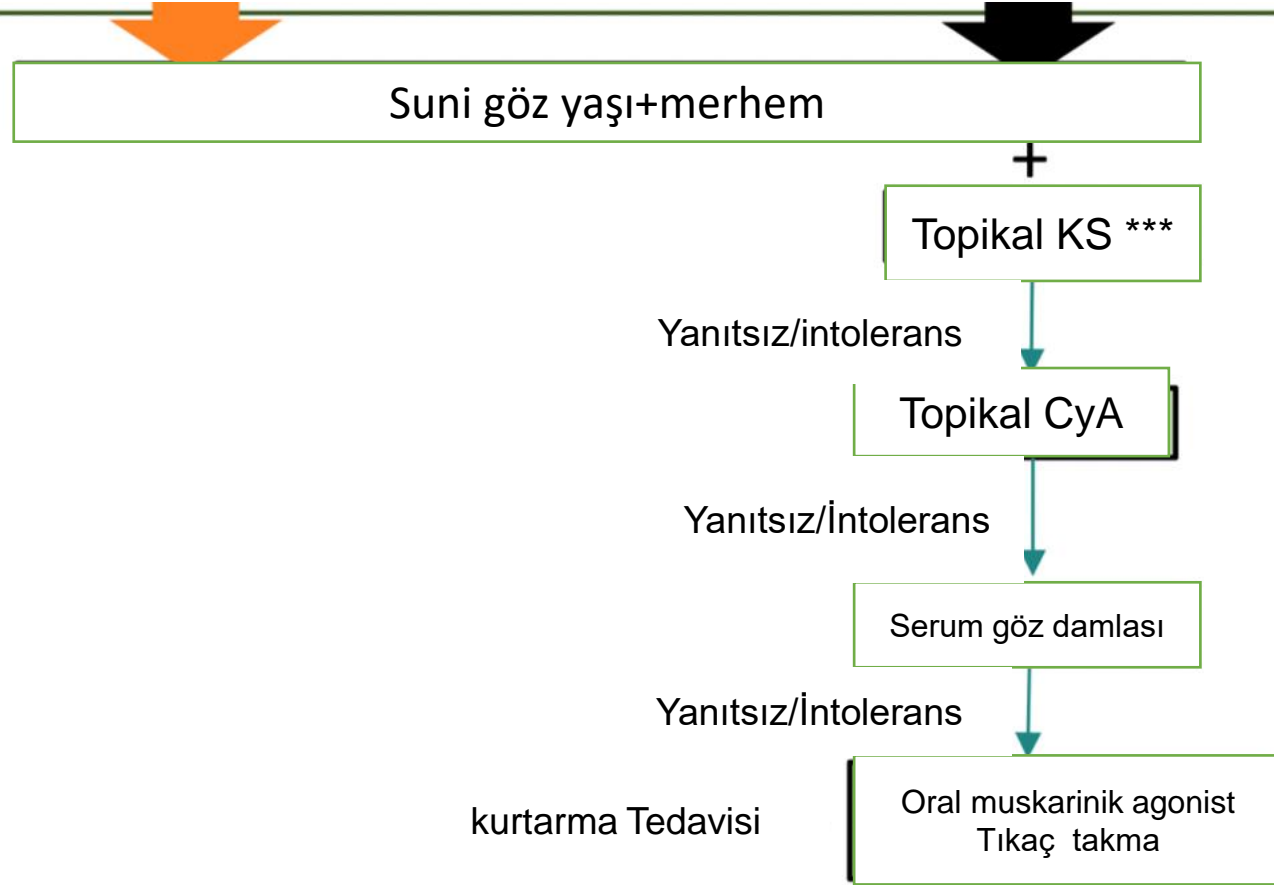 Suni göz yaşı+merhem
+
Topikal KS ***
Yanıtsız/intolerans
Topikal CyA
Yanıtsız/İntolerans
Serum göz damlası
Yanıtsız/İntolerans
kurtarma Tedavisi
Oral muskarinik agonist
Tıkaç takma